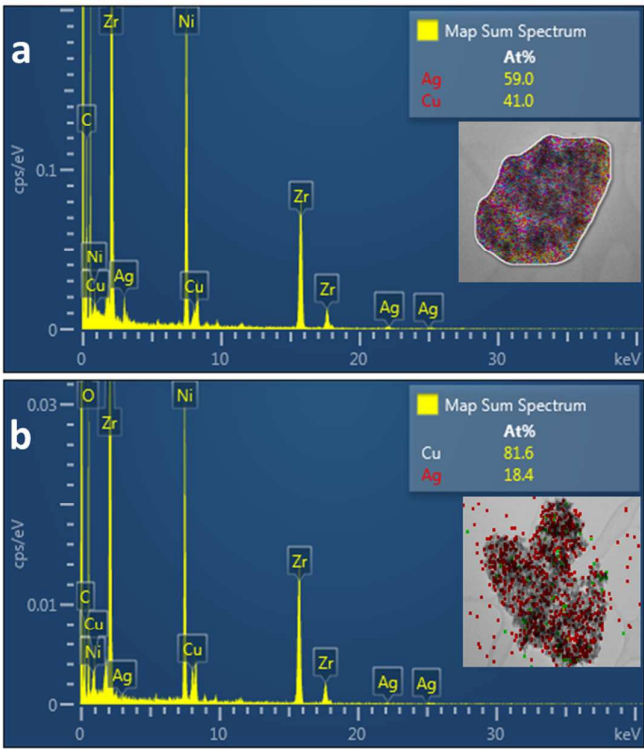 a
Zr
Ni
Map Sum Spectrum
At%
Ag 59.0
Cu 41.0
C
cps/eV
0.1
Zr
Ni
Cu
Ag
Cu
Zr
Ag
Ag
0
0 10 20 30 keV
b
0.03
O
Ni
Zr
Map Sum Spectrum
At%
Cu 81.6
Ag 18.4
cps/eV
Zr
0.01
C
Cu
Ni
Cu
Ag
Zr
Ag
Ag
0
0 10 20 30 keV